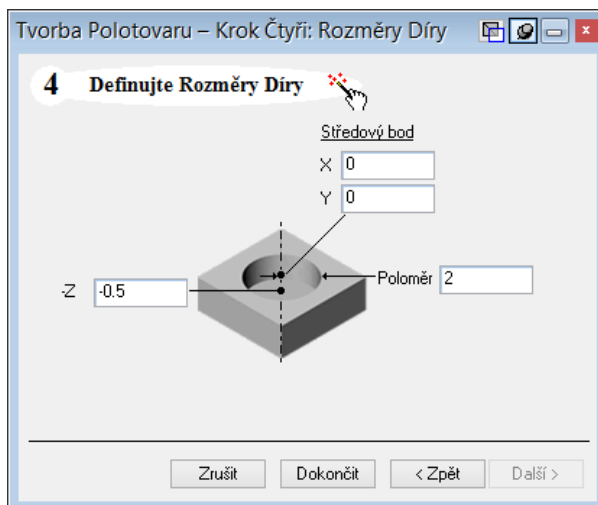 Tvorba Polotovaru – Krok Čtyři: Rozměry Díry
4 Definujte Rozměry Díry
Středový bod
X 0
Y 0
-Z -0.5
Poloměr 2
Zrušit Dokončit < Zpět Další >